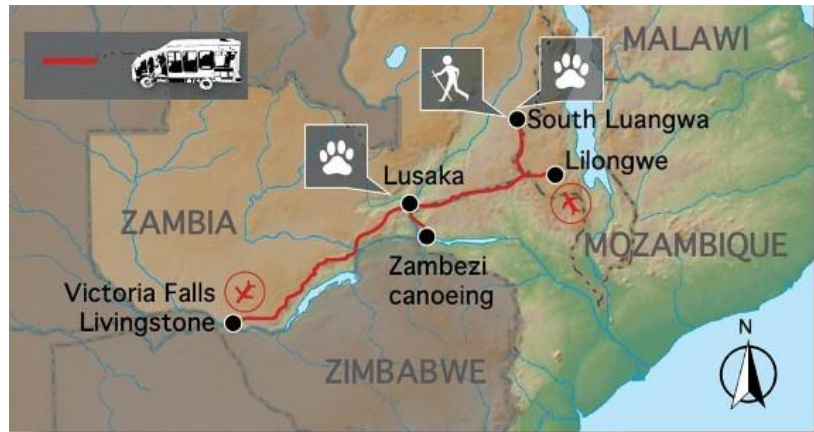 MALAWI
South Luangwa
Lilongwe
Lusaka
ZAMBIA
MOZAMBIQUE
Zambezi
canoeing
Victoria Falls
Livingstone
ZIMBABWE
N